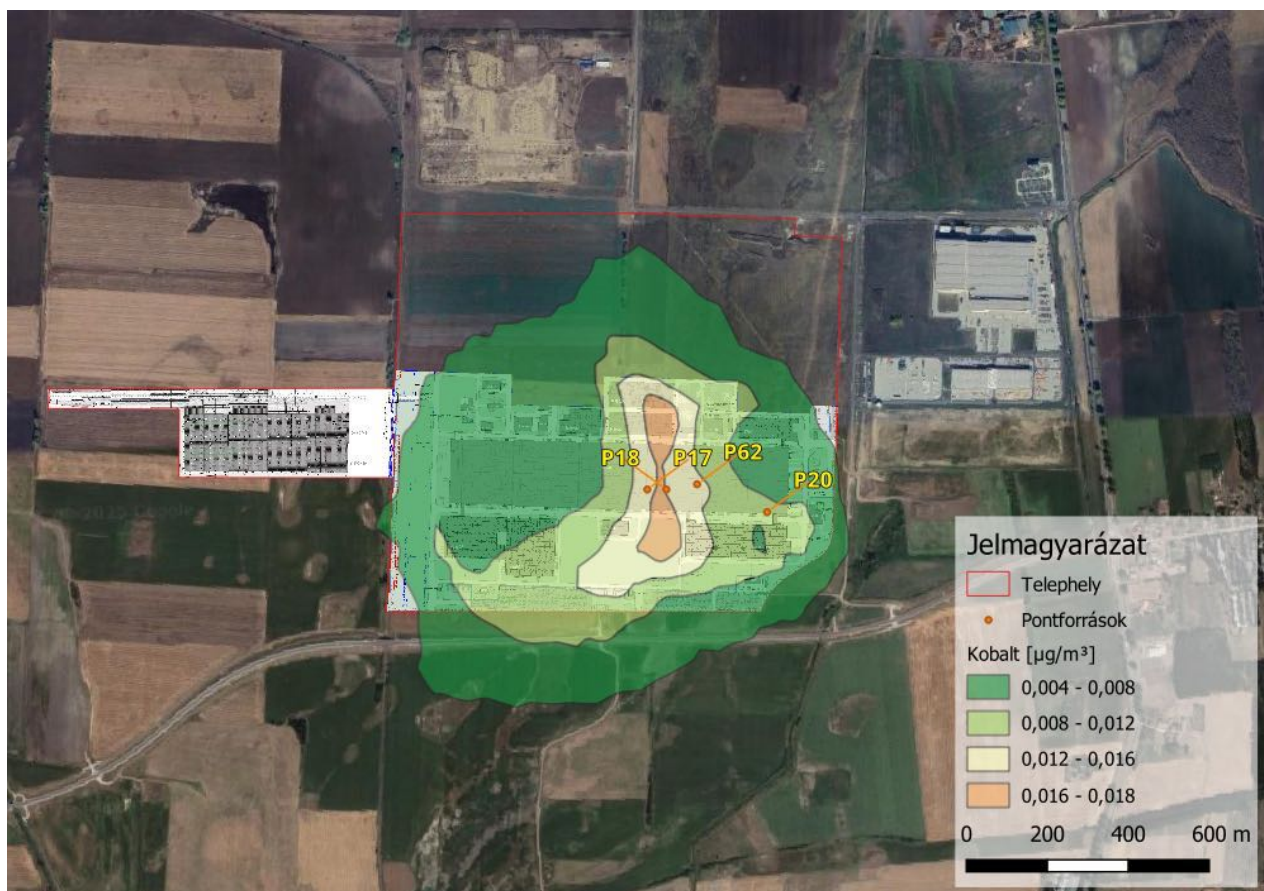 P18
P17
P62
P20
Jelmagyarázat
Telephely
Pontforrások
Kobalt [µg/m³]
0,004 - 0,008
0,008 - 0,012
0,012 - 0,016
0,016 - 0,018
0 200 400 600 m